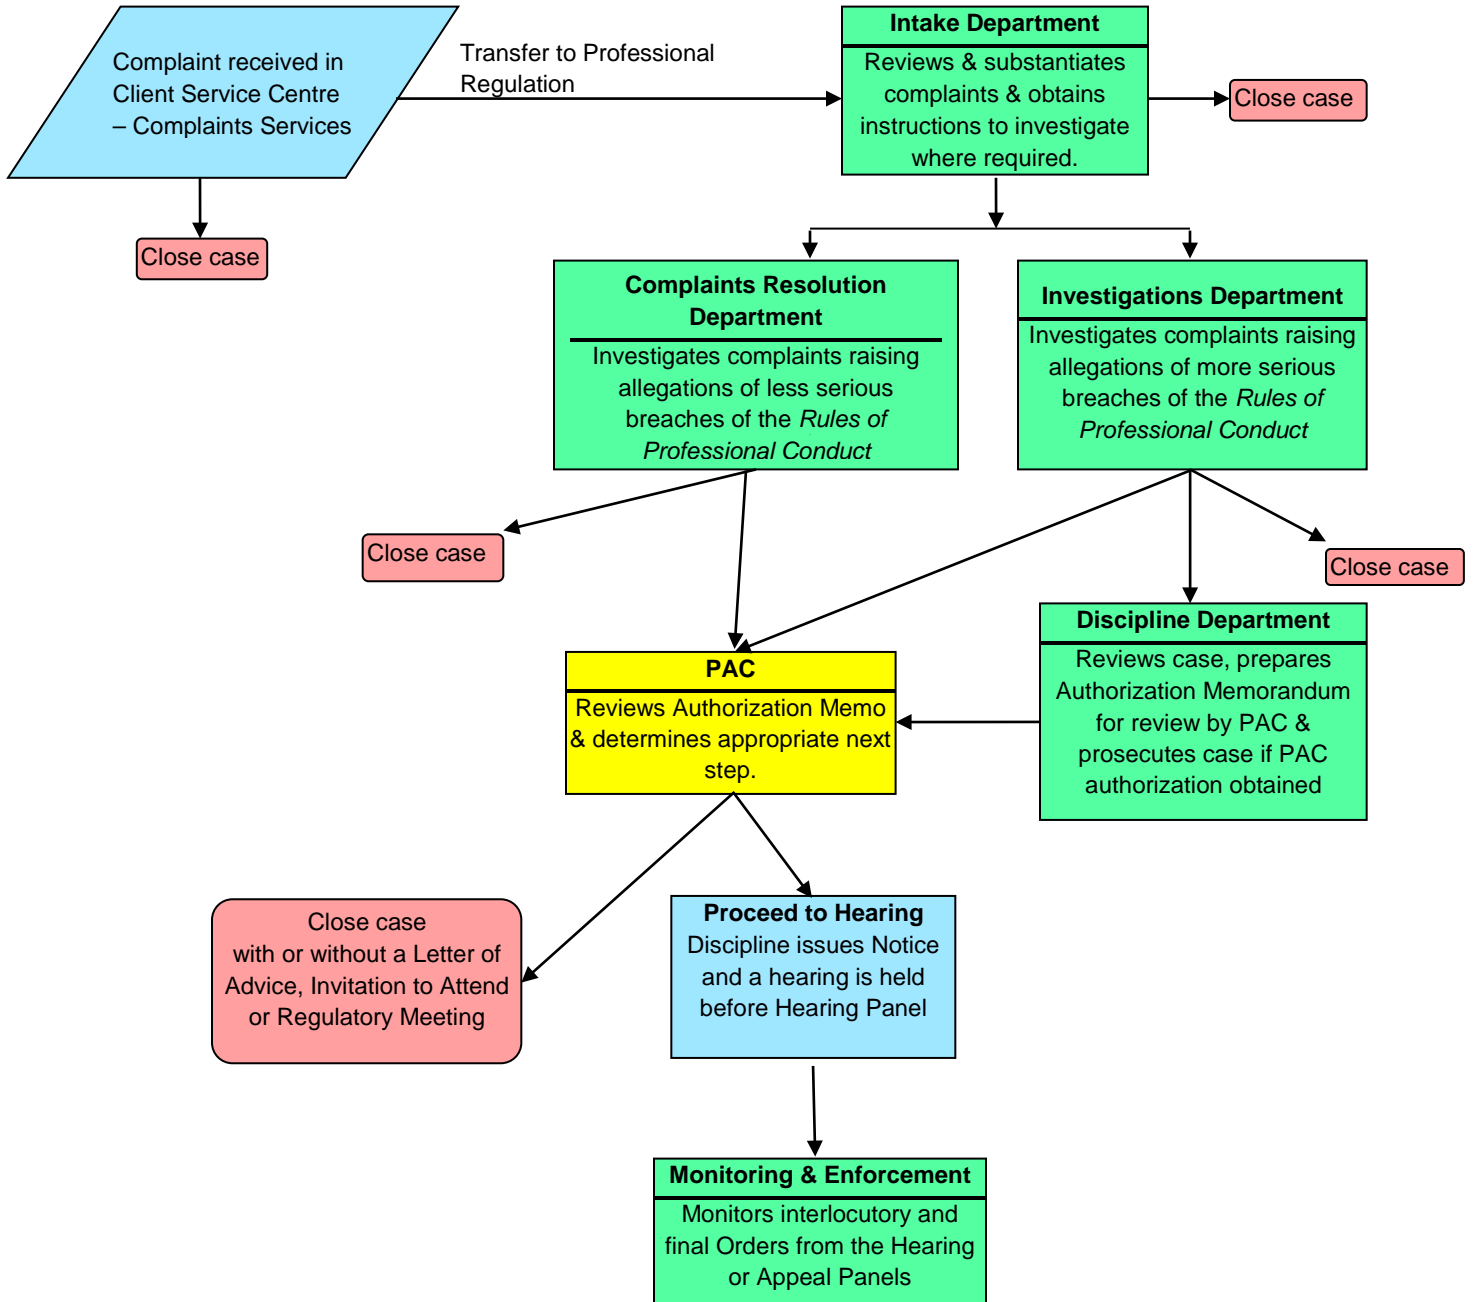 Complaint received in
Client Service Centre
– Complaints Services
Transfer to Professional
Regulation
Intake Department
Reviews & substantiates
complaints & obtains
instructions to investigate
where required.
Close case
Close case
Complaints Resolution
Department
Investigates complaints raising
allegations of less serious
breaches of the Rules of
Professional Conduct
Investigations Department
Investigates complaints raising
allegations of more serious
breaches of the Rules of
Professional Conduct
Close case
Close case
Discipline Department
Reviews case, prepares
Authorization Memorandum
for review by PAC &
prosecutes case if PAC
authorization obtained
PAC
Reviews Authorization Memo
& determines appropriate next
step.
Close case
with or without a Letter of
Advice, Invitation to Attend
or Regulatory Meeting
Proceed to Hearing
Discipline issues Notice
and a hearing is held
before Hearing Panel
Monitoring & Enforcement
Monitors interlocutory and
final Orders from the Hearing
or Appeal Panels